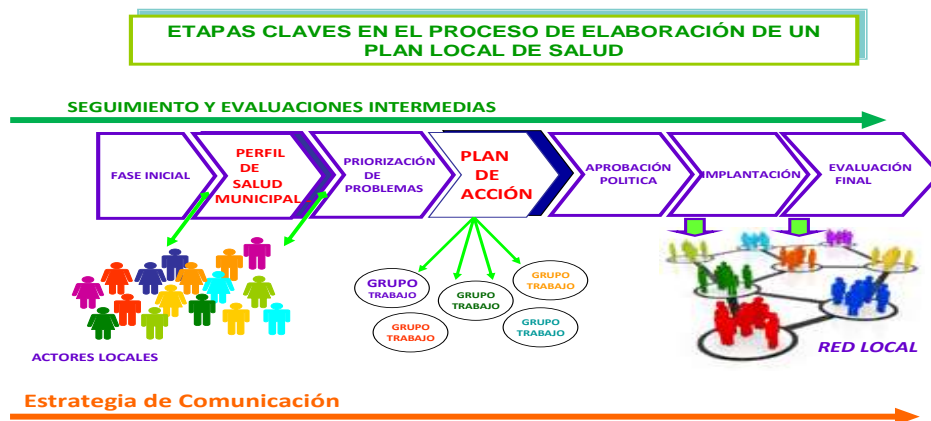 ETAPAS CLAVES EN EL PROCESO DE ELABORACIÓN DE UN
PLAN LOCAL DE SALUD
SEGUIMIENTO Y EVALUACIONES INTERMEDIAS
FASE INICIAL
PERFIL
DE
SALUD
MUNICIPAL
PRIORIZACIÓN
DE
PROBLEMAS
PLAN
DE
ACCIÓN
APROBACIÓN
POLITICA
IMPLANTACIÓN
EVALUACIÓN
FINAL
GRUPO
TRABAJO
GRUPO
TRABAJO
GRUPO
TRABAJO
GRUPO
TRABAJO
GRUPO
TRABAJO
ACTORES LOCALES
RED LOCAL
Estrategia de Comunicación